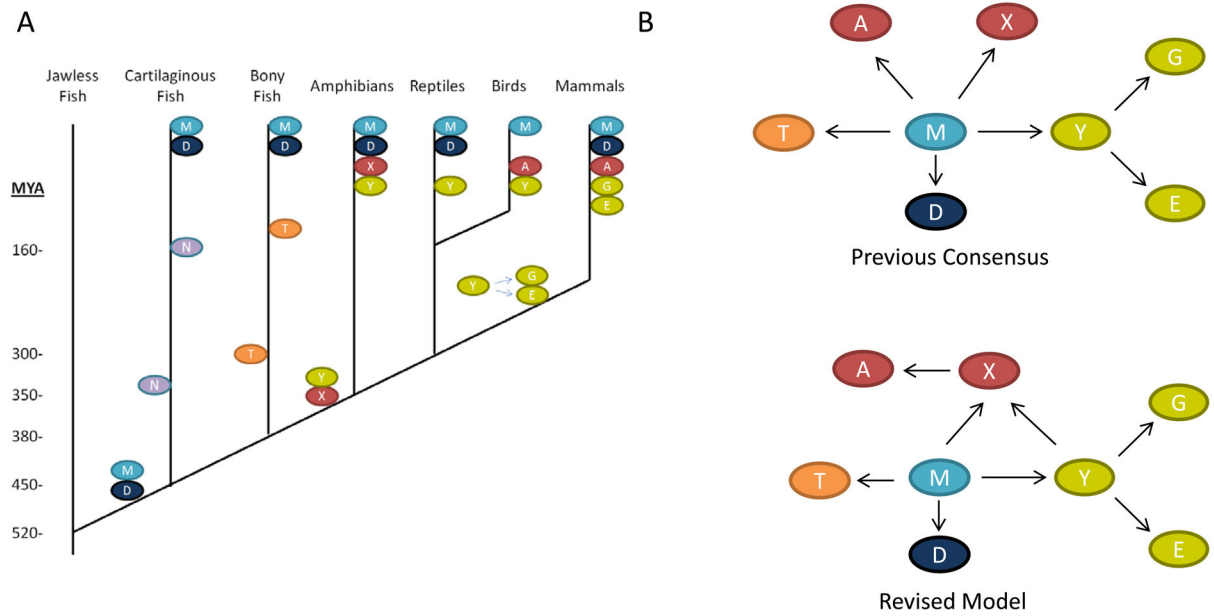 A
Jawless
Fish
Cartilaginous
Fish
Bony
Fish
Amphibians
Reptiles
Birds
Mammals
M
M
M
M
M
M
D
D
D
D
D
X
A
A
Y
Y
Y
G
E
MYA
T
N
160-
Y
G
E
300-
T
Y
N
350-
X
380-
M
450-
D
520-
B
A
X
G
T
M
Y
D
E
Previous Consensus
A
X
G
T
M
Y
D
E
Revised Model